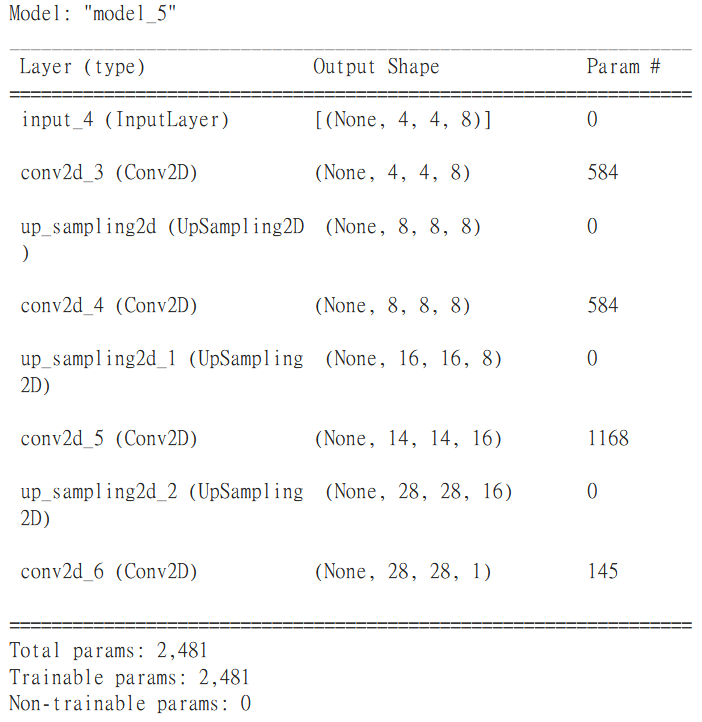 Model: "model_5"
Layer (type) Output Shape Param #
input_4 (InputLayer) [(None, 4, 4, 8)] 0
conv2d_3 (Conv2D) (None, 4, 4, 8) 584
up_sampling2d (UpSampling2D (None, 8, 8, 8) 0
)
conv2d_4 (Conv2D) (None, 8, 8, 8) 584
up_sampling2d_1 (UpSampling (None, 16, 16, 8) 0
2D)
conv2d_5 (Conv2D) (None, 14, 14, 16) 1168
up_sampling2d_2 (UpSampling (None, 28, 28, 16) 0
2D)
conv2d_6 (Conv2D) (None, 28, 28, 1) 145
Total params: 2,481
Trainable params: 2,481
Non-trainable params: 0